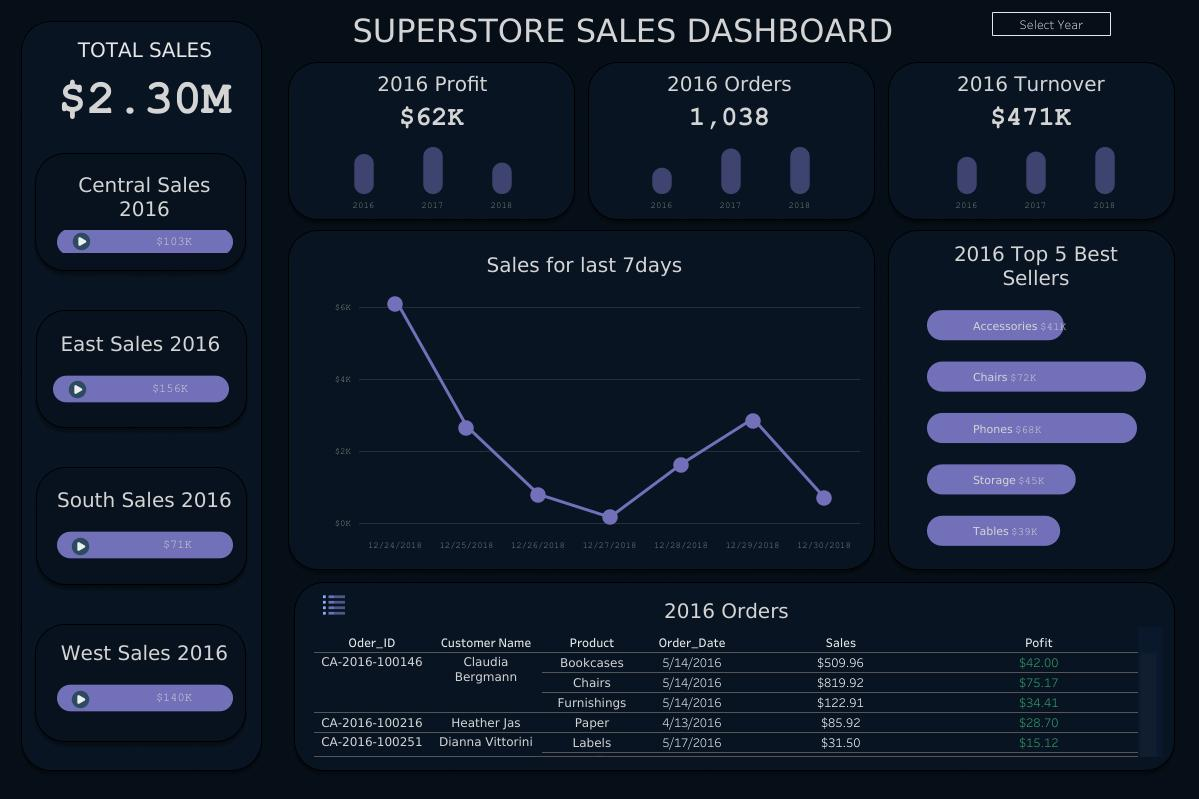 SUPERSTORE SALES DASHBOARD
Select Year
TOTAL SALES
$2.30M
Central Sales
2016
$103K
East Sales 2016
$156K
South Sales 2016
$71K
West Sales 2016
$140K
2016 Profit
$62K
2016 2017 2018
2016 Orders
1,038
2016 2017 2018
2016 Turnover
$471K
2016 2017 2018
Sales for last 7days
$6K
$4K
$2K
$0K
12/24/2018 12/25/2018 12/26/2018 12/27/2018 12/28/2018 12/29/2018 12/30/2018
2016 Top 5 Best
Sellers
Accessories $41K
Chairs $72K
Phones $68K
Storage $45K
Tables $39K
2016 Orders
Oder_ID Customer Name Product Order_Date Sales Pofit
CA-2016-100146 Claudia Bookcases 5/14/2016 $509.96 $42.00
Bergmann Chairs 5/14/2016 $819.92 $75.17
Furnishings 5/14/2016 $122.91 $34.41
CA-2016-100216 Heather Jas Paper 4/13/2016 $85.92 $28.70
CA-2016-100251 Dianna Vittorini Labels 5/17/2016 $31.50 $15.12